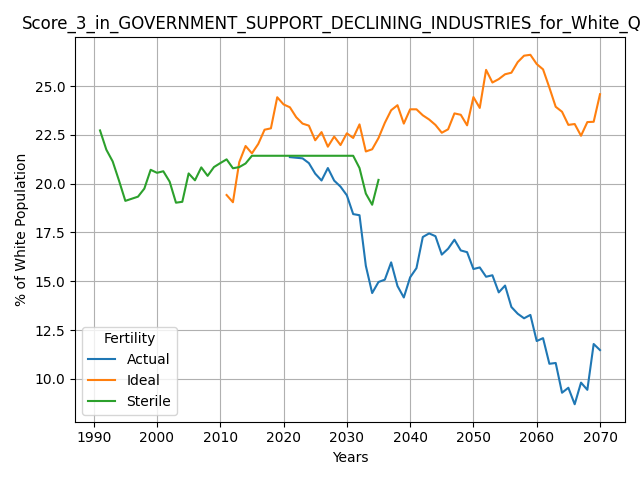 Score_3_in_GOVERNMENT_SUPPORT_DECLINING_INDUSTRIES_for_White_Q
% of White Population
25.0
22.5
20.0
17.5
15.0
12.5
10.0
Fertility
Actual
Ideal
Sterile
1990 2000 2010 2020 2030 2040 2050 2060 2070
Years